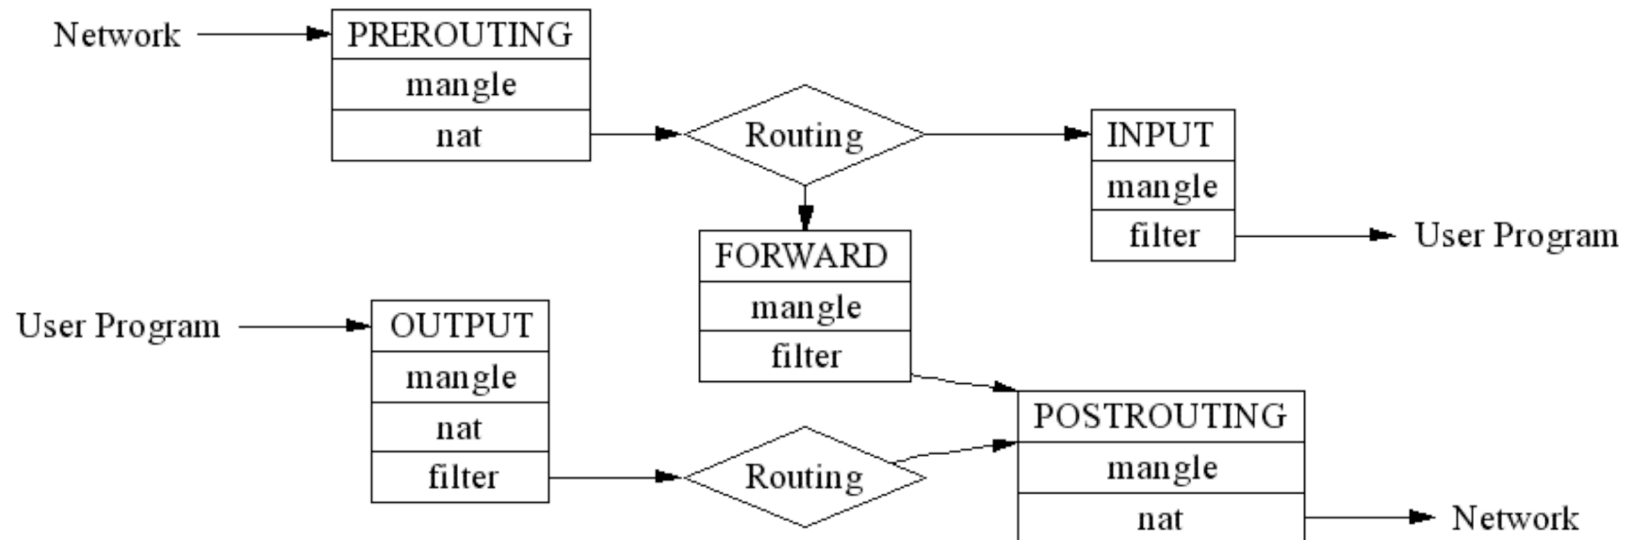 Network
PREROUTING
mangle
nat
Routing
INPUT
mangle
filter
User Program
FORWARD
mangle
filter
User Program
OUTPUT
mangle
nat
filter
Routing
POSTROUTING
mangle
nat
Network